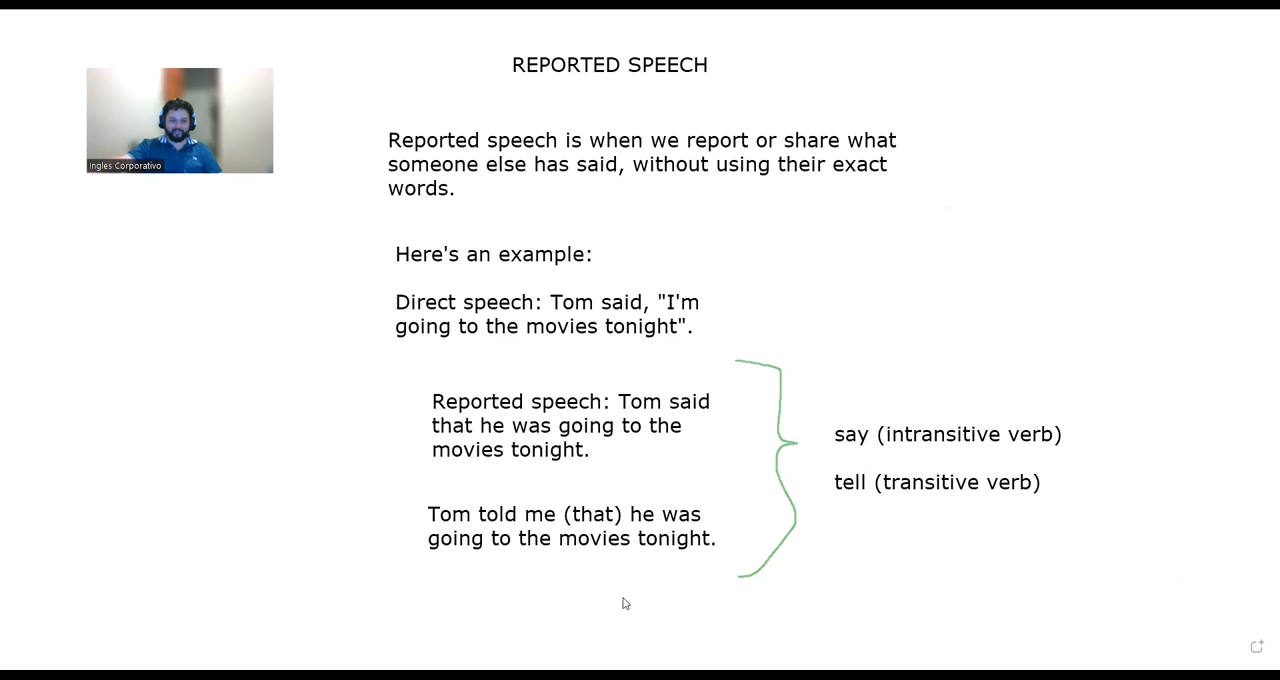 REPORTED SPEECH
Inglês Corporativo
Reported speech is when we report or share what
someone else has said, without using their exact
words.
Here's an example:
Direct speech: Tom said, "I'm
going to the movies tonight".
Reported speech: Tom said
that he was going to the
movies tonight.
say (intransitive verb)
tell (transitive verb)
Tom told me (that) he was
going to the movies tonight.